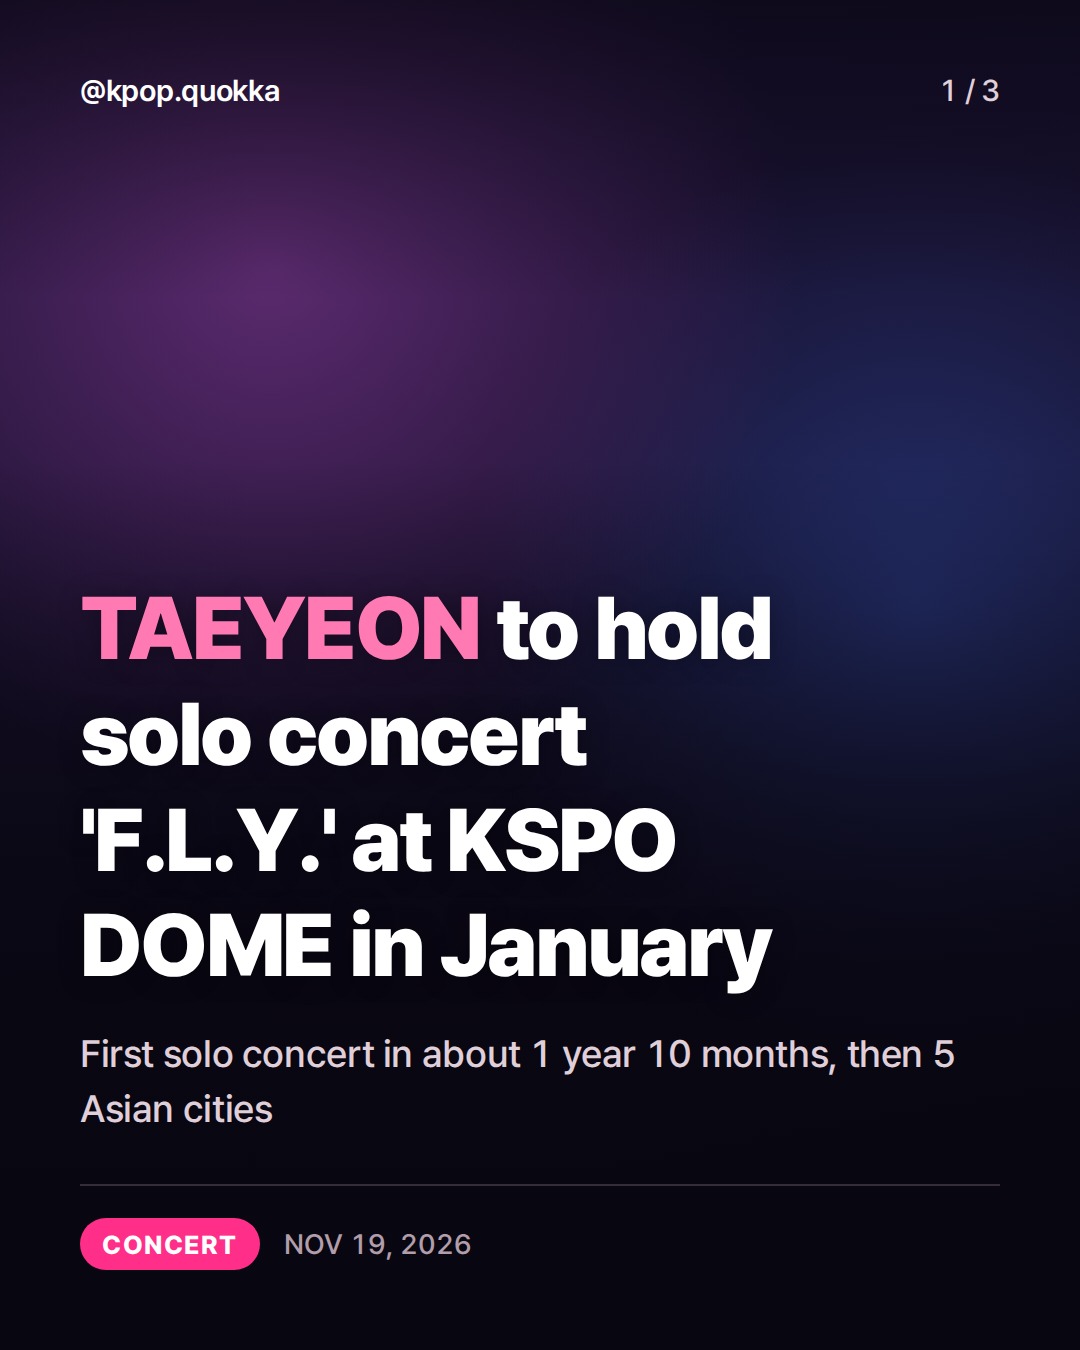 @kpop.quokka
1 / 3
TAEYEON to hold
solo concert
'F.L.Y.' at KSPO
DOME in January
First solo concert in about 1 year 10 months, then 5
Asian cities
CONCERT
NOV 19, 2026